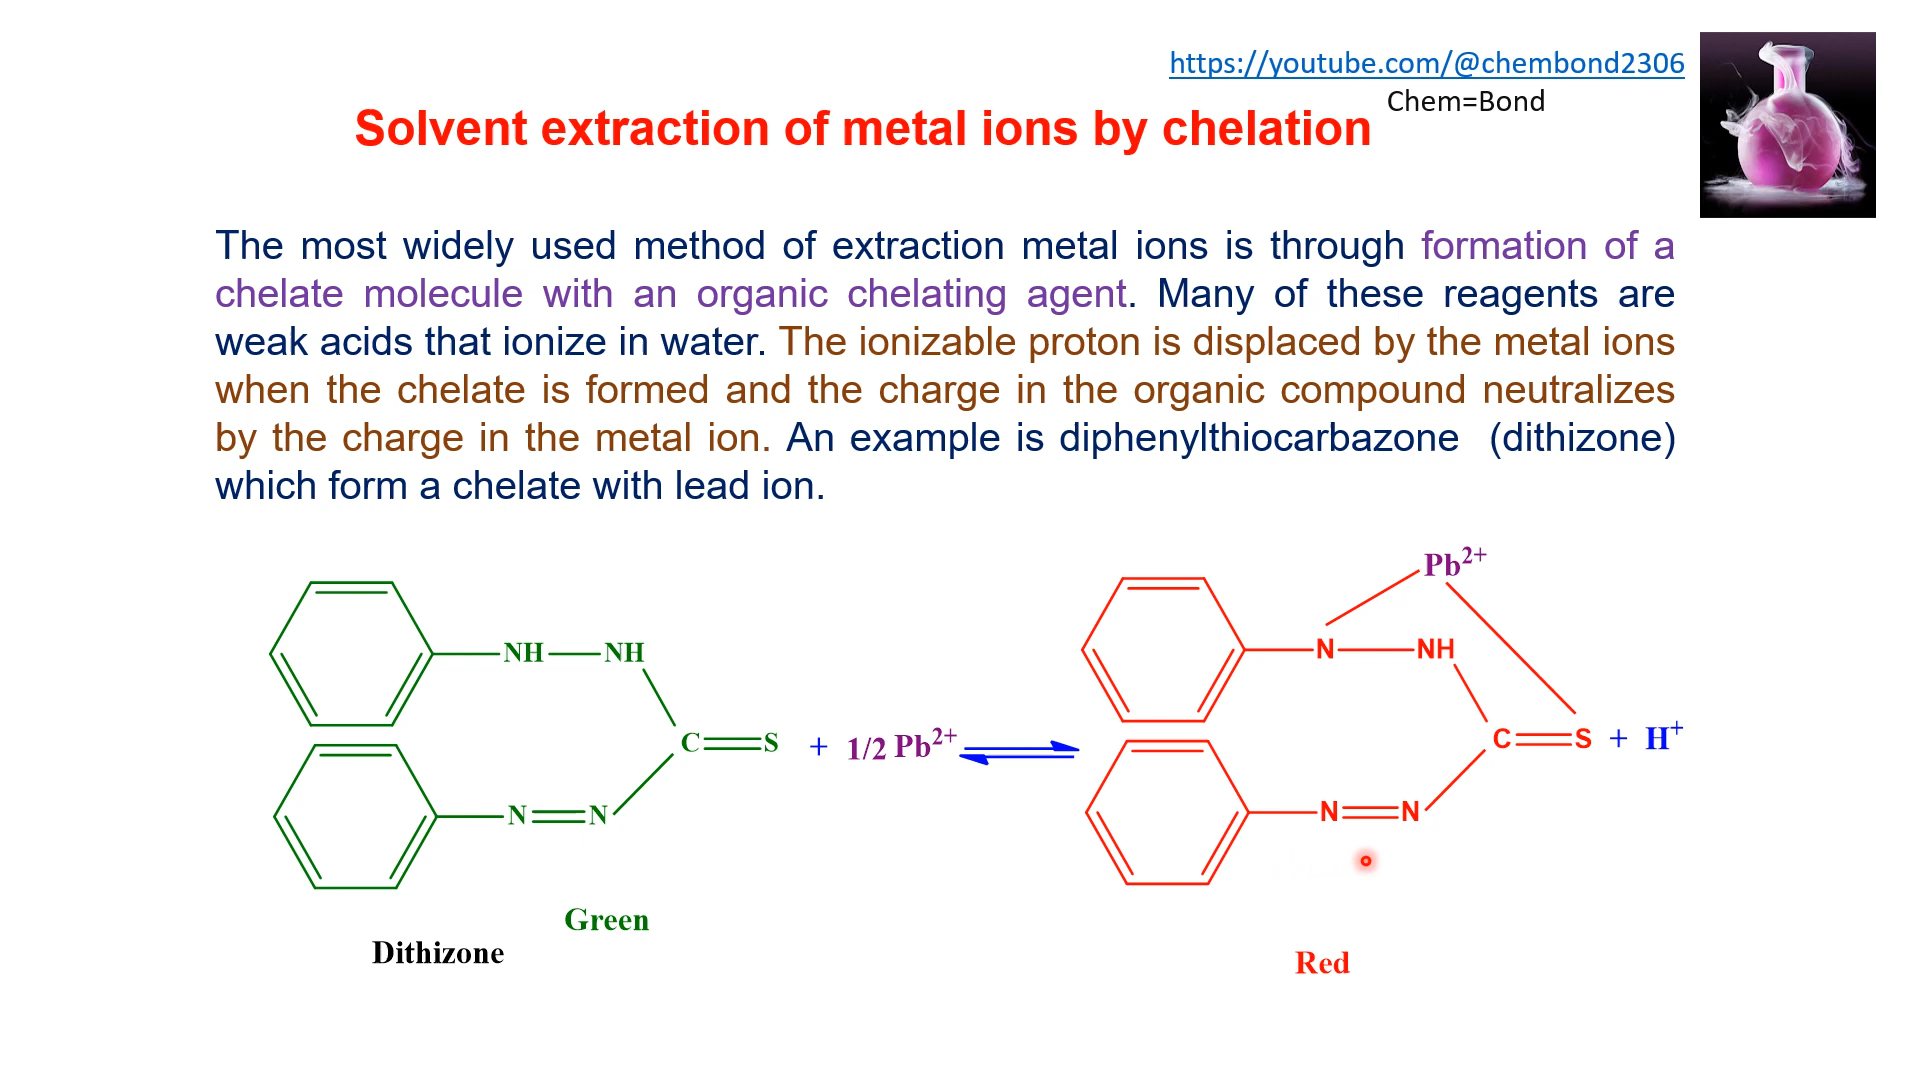 https://youtube.com/@chembond2306
Chem=Bond
Solvent extraction of metal ions by chelation
The most widely used method of extraction metal ions is through formation of a
chelate molecule with an organic chelating agent. Many of these reagents are
weak acids that ionize in water. The ionizable proton is displaced by the metal ions
when the chelate is formed and the charge in the organic compound neutralizes
by the charge in the metal ion. An example is diphenylthiocarbazone (dithizone)
which form a chelate with lead ion.
Pb²⁺
NH NH
N NH
C S + 1/2 Pb²⁺
C S + H⁺
N N
N N
Green
Dithizone
Red